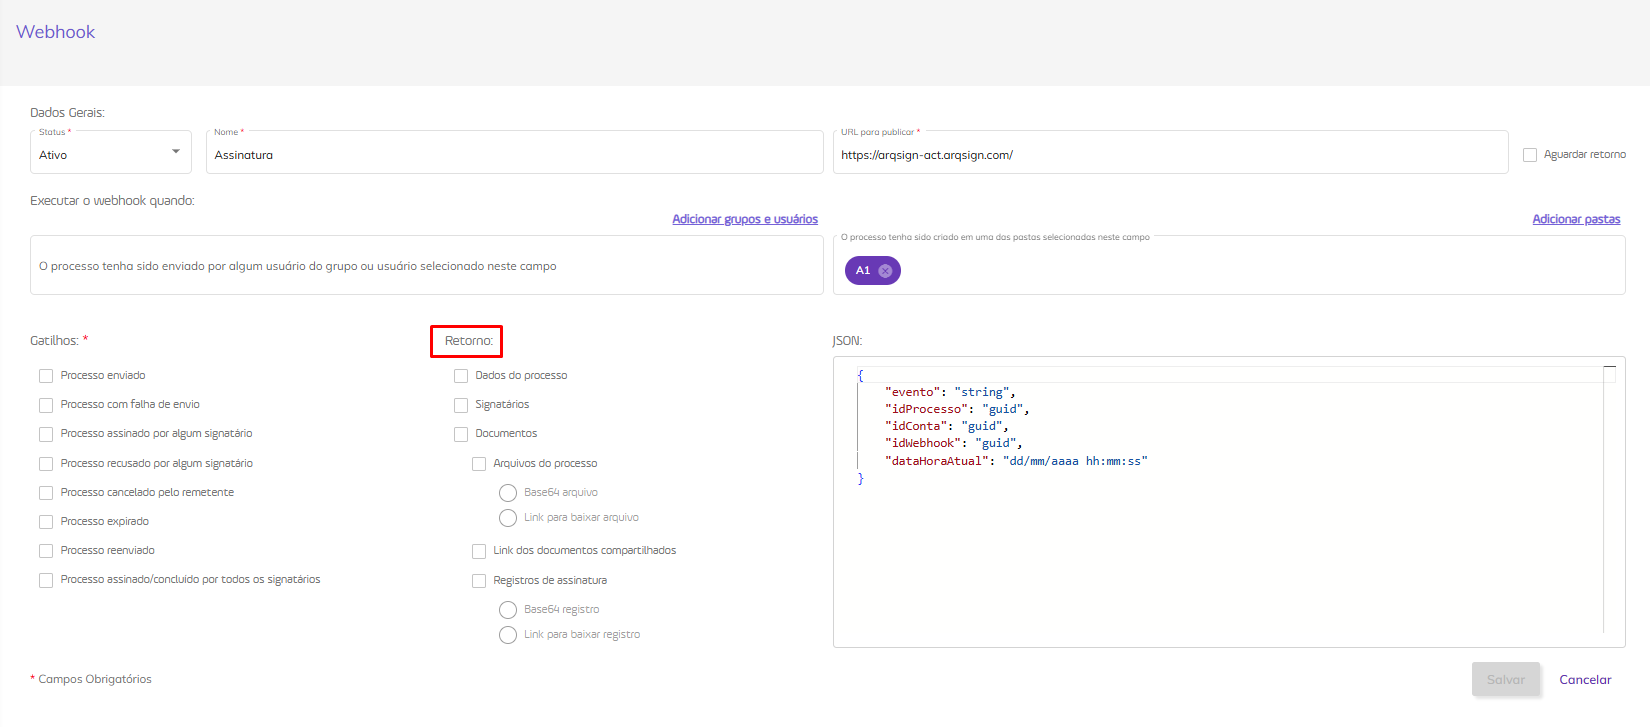 Webhook
Dados Gerais:
Status *
Ativo
Nome *
Assinatura
URL para publicar *
https://arqsign-act.arqsign.com/
Aguardar retorno
Executar o webhook quando:
Adicionar grupos e usuários
Adicionar pastas
O processo tenha sido enviado por algum usuário do grupo ou usuário selecionado neste campo
O processo tenha sido criado em uma das pastas selecionadas neste campo
A1
Gatilhos: *
Processo enviado
Processo com falha de envio
Processo assinado por algum signatário
Processo recusado por algum signatário
Processo cancelado pelo remetente
Processo expirado
Processo reenviado
Processo assinado/concluído por todos os signatários
Retorno:
Dados do processo
Signatários
Documentos
Arquivos do processo
Base64 arquivo
Link para baixar arquivo
Link dos documentos compartilhados
Registros de assinatura
Base64 registro
Link para baixar registro
JSON:
{
"evento": "string",
"idProcesso": "guid",
"idConta": "guid",
"idWebhook": "guid",
"dataHoraAtual": "dd/mm/aaaa hh:mm:ss"
}
* Campos Obrigatórios
Salvar
Cancelar